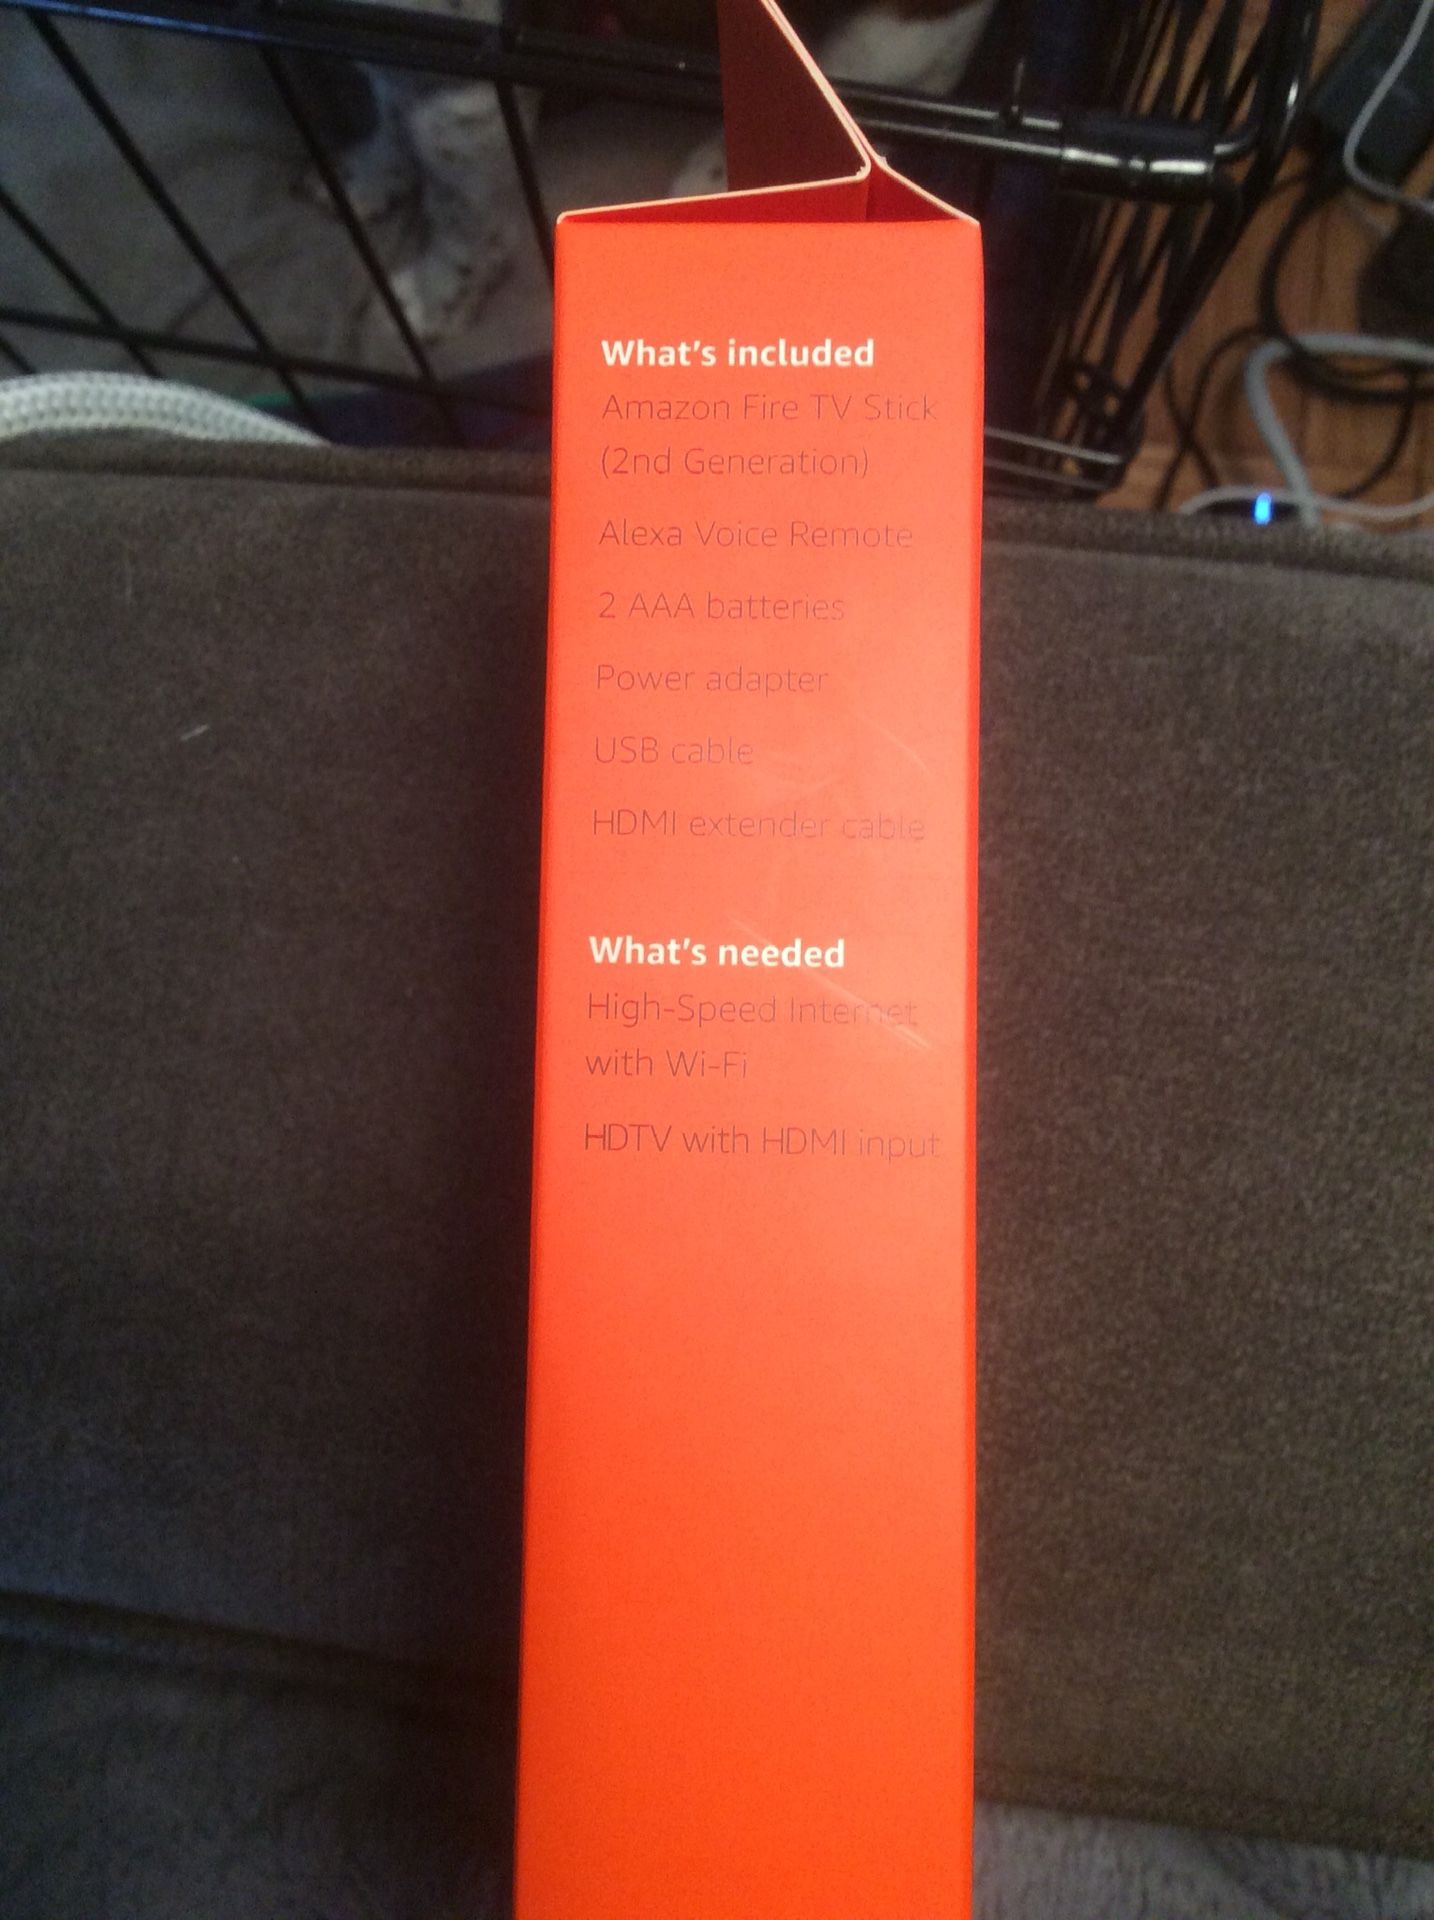 What's included
Amazon Fire TV Stick
(2nd Generation)
Alexa Voice Remote
2 AAA batteries
Power adapter
USB cable
HDMI extender cable
What's needed
High-Speed Internet
with Wi-Fi
HDTV with HDMI input